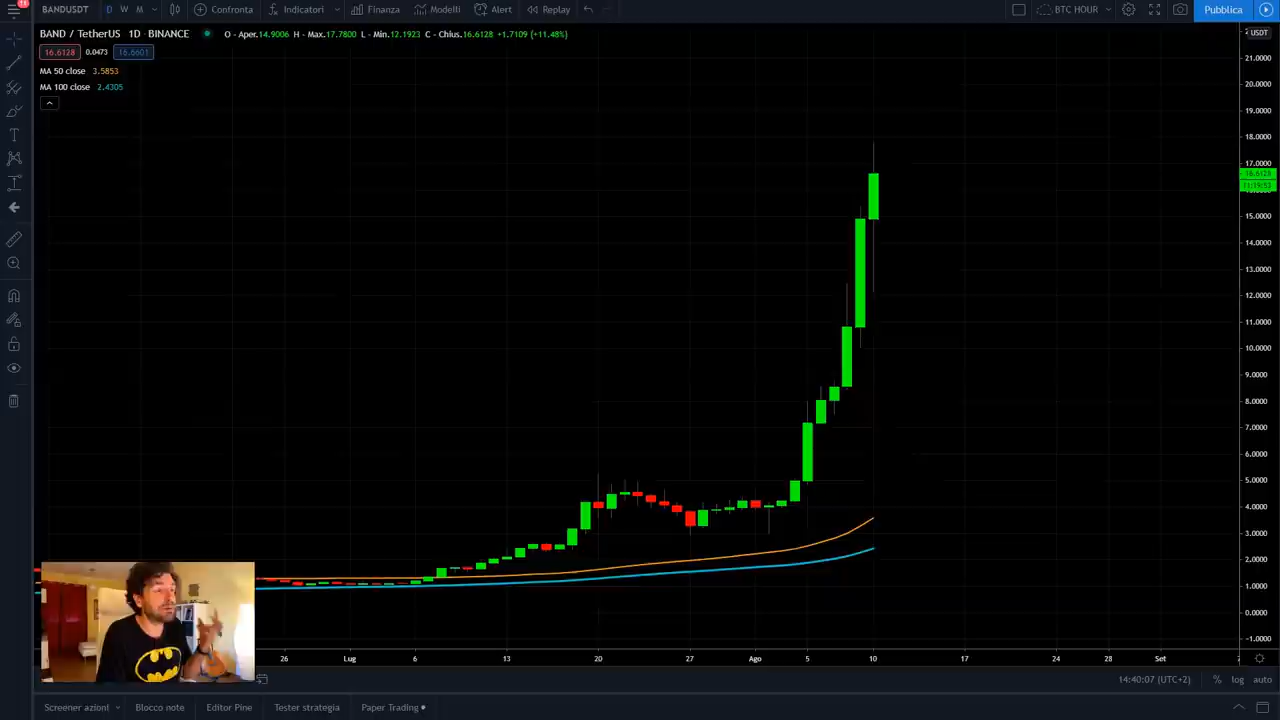 11
BANDUSDT D W M Confronta Indicatori Finanza Modelli Alert Replay BTC HOUR Pubblica
BAND / TetherUS 1D · BINANCE O - Aper.14.9006 H - Max.17.7800 L - Min.12.1923 C - Chius.16.6128 +1.7109 (+11.48%)
USDT
16.6128 0.0473 16.6601
MA 50 close 3.5853
MA 100 close 2.4305
21.0000
20.0000
19.0000
18.0000
17.0000
16.6128
15.0000
14.0000
13.0000
12.0000
11.0000
10.0000
9.0000
8.0000
7.0000
6.0000
5.0000
4.0000
3.0000
2.0000
1.0000
0.0000
−1.0000
26 Lug 6 13 20 27 Ago 5 10 17 24 28 Set
14:40:07 (UTC+2) % log auto
Screener azioni Blocco note Editor Pine Tester strategia Paper Trading